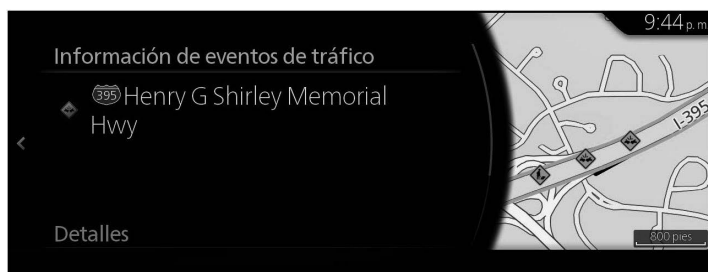 9:44 p. m.
Información de eventos de tráfico
395 Henry G Shirley Memorial
Hwy
Detalles
I-395
800 pies